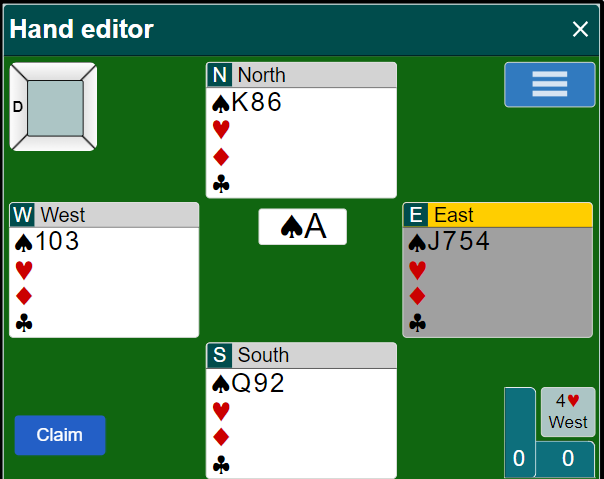 Hand editor ×
D
N North
♠K86
♥
♦
♣
W West
♠103
♥
♦
♣
♠A
E East
♠J754
♥
♦
♣
S South
♠Q92
♥
♦
♣
Claim
4♥
West
0 0